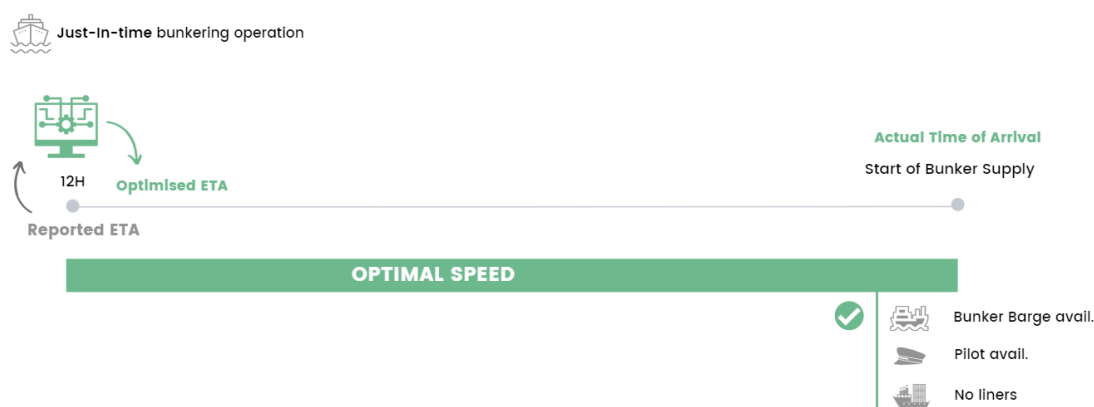 Just-In-time bunkering operation
Actual Time of Arrival
Start of Bunker Supply
12H
Optimised ETA
Reported ETA
OPTIMAL SPEED
Bunker Barge avail.
Pilot avail.
No liners